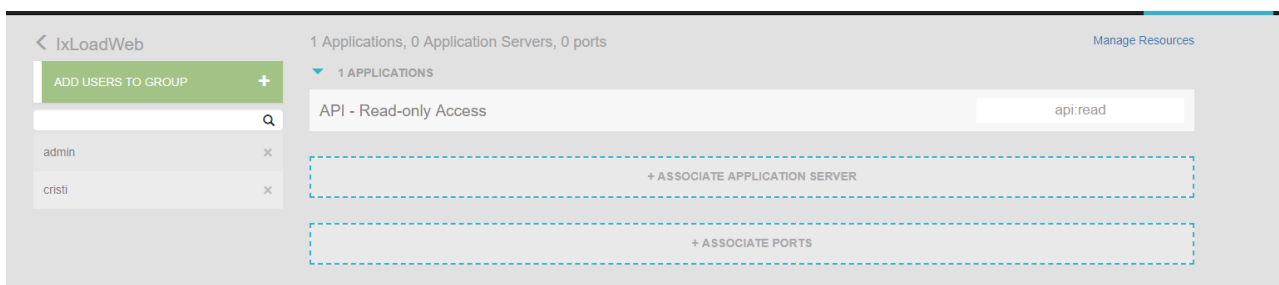 IxLoadWeb
ADD USERS TO GROUP +
admin ×
cristi ×
1 Applications, 0 Application Servers, 0 ports
Manage Resources
1 APPLICATIONS
API - Read-only Access
api:read
+ ASSOCIATE APPLICATION SERVER
+ ASSOCIATE PORTS